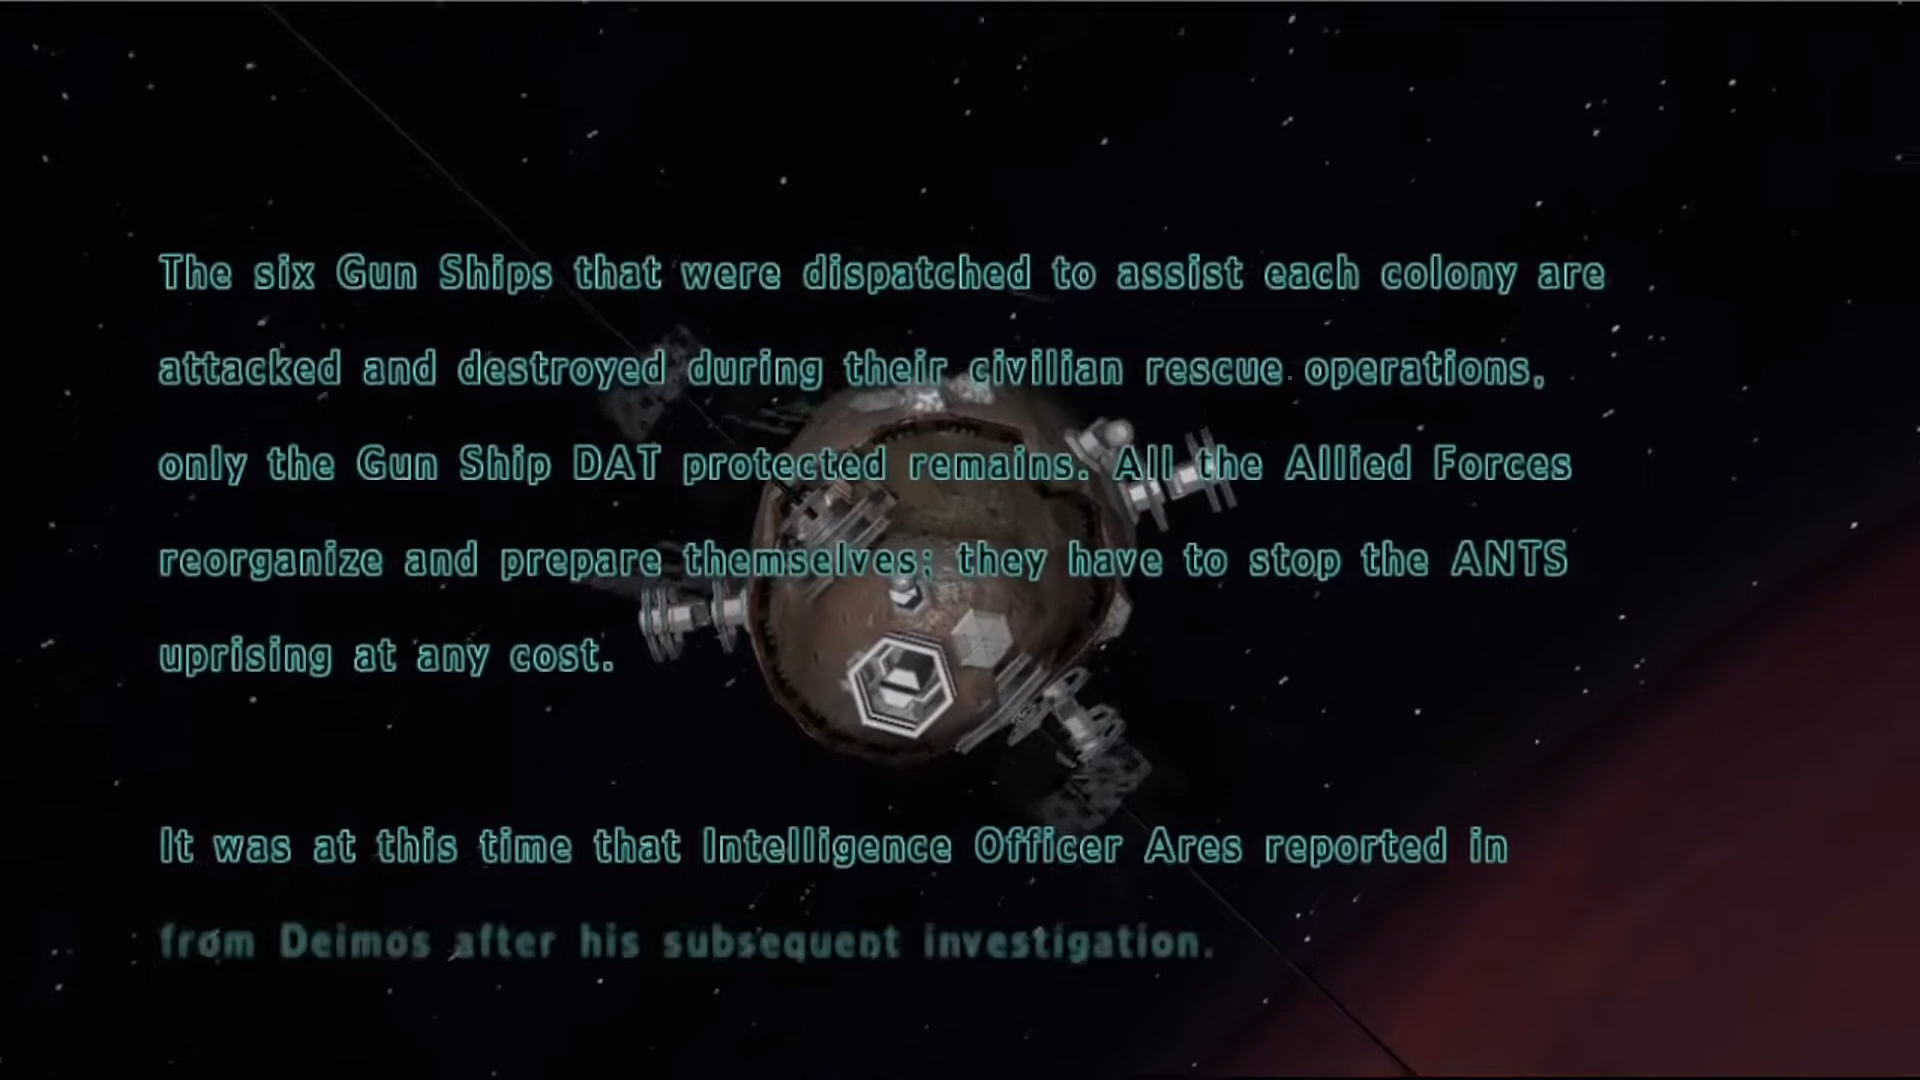 The six Gun Ships that were dispatched to assist each colony are
attacked and destroyed during their civilian rescue operations,
only the Gun Ship DAT protected remains. All the Allied Forces
reorganize and prepare themselves; they have to stop the ANTS
uprising at any cost.
It was at this time that Intelligence Officer Ares reported in
from Deimos after his subsequent investigation.